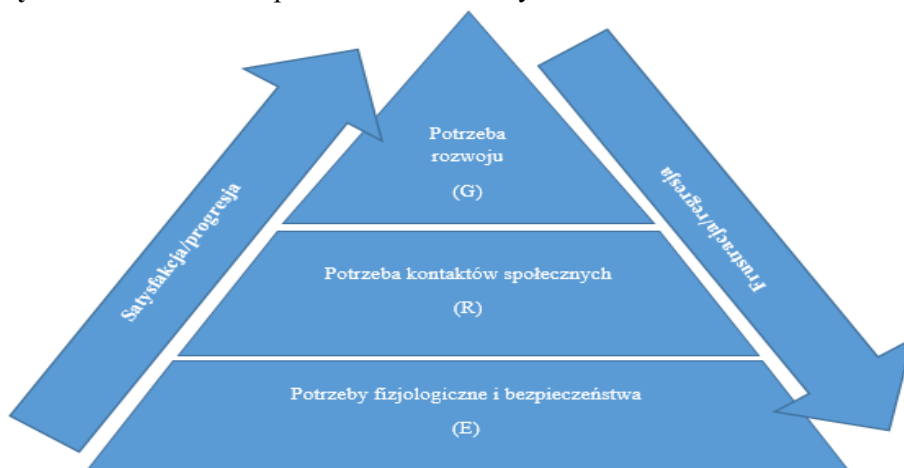 Potrzeba
rozwoju
(G)
Satysfakcja/progresja
Frustracja/regresja
Potrzeba kontaktów społecznych
(R)
Potrzeby fizjologiczne i bezpieczeństwa
(E)